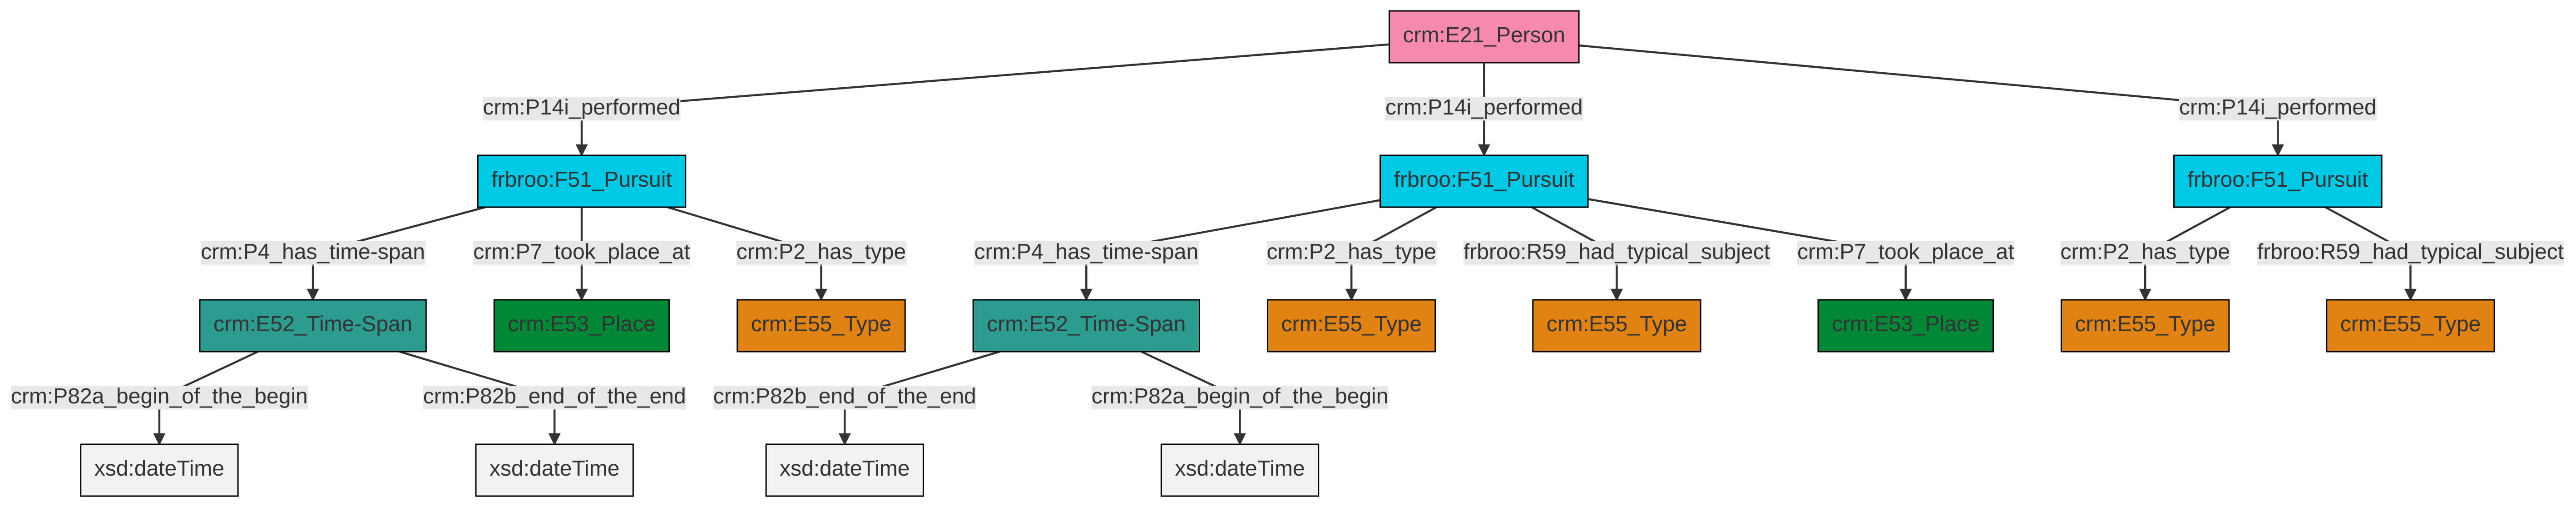 crm:E21_Person
crm:P14i_performed
crm:P14i_performed
crm:P14i_performed
frbroo:F51_Pursuit
frbroo:F51_Pursuit
frbroo:F51_Pursuit
crm:P4_has_time-span
crm:P7_took_place_at
crm:P2_has_type
crm:P4_has_time-span
crm:P2_has_type
frbroo:R59_had_typical_subject
crm:P7_took_place_at
crm:P2_has_type
frbroo:R59_had_typical_subject
crm:E52_Time-Span
crm:E53_Place
crm:E55_Type
crm:E52_Time-Span
crm:E55_Type
crm:E55_Type
crm:E53_Place
crm:E55_Type
crm:E55_Type
crm:P82a_begin_of_the_begin
crm:P82b_end_of_the_end
crm:P82b_end_of_the_end
crm:P82a_begin_of_the_begin
xsd:dateTime
xsd:dateTime
xsd:dateTime
xsd:dateTime